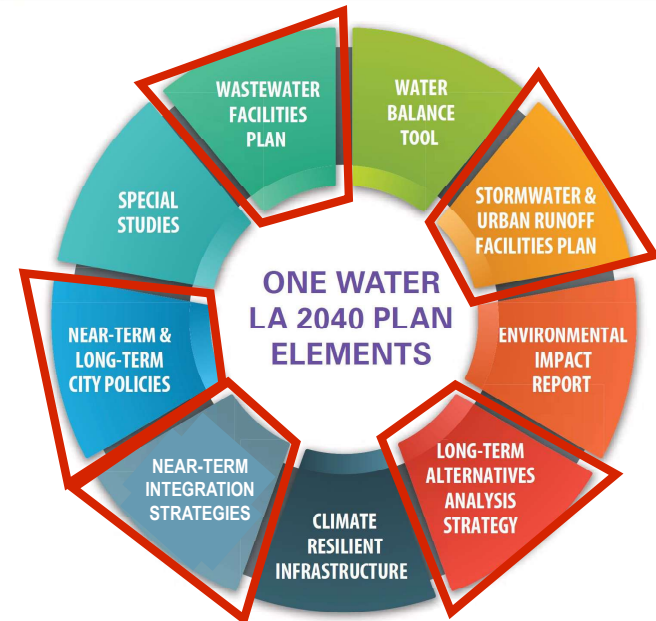 ONE WATER
LA 2040 PLAN
ELEMENTS
WASTEWATER
FACILITIES
PLAN
WATER
BALANCE
TOOL
STORMWATER &
URBAN RUNOFF
FACILITIES PLAN
ENVIRONMENTAL
IMPACT
REPORT
LONG-TERM
ALTERNATIVES
ANALYSIS
STRATEGY
CLIMATE
RESILIENT
INFRASTRUCTURE
NEAR-TERM
INTEGRATION
STRATEGIES
NEAR-TERM &
LONG-TERM
CITY POLICIES
SPECIAL
STUDIES